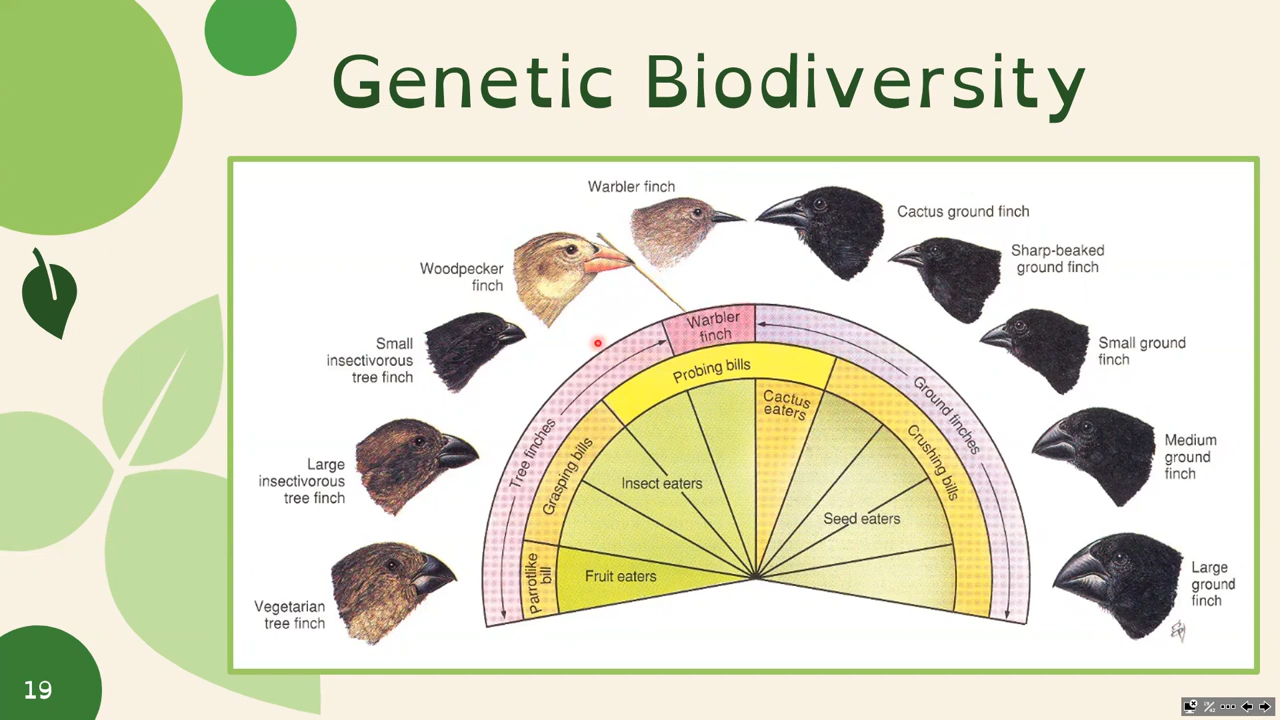 Genetic Biodiversity
Warbler finch
Cactus ground finch
Woodpecker
finch
Sharp-beaked
ground finch
Small
insectivorous
tree finch
Small ground
finch
Large
insectivorous
tree finch
Medium
ground
finch
Vegetarian
tree finch
Large
ground
finch
Warbler
finch
Tree finches
Ground finches
Probing bills
Grasping bills
Crushing bills
Parrotlike
bill
Cactus
eaters
Insect eaters
Seed eaters
Fruit eaters
19